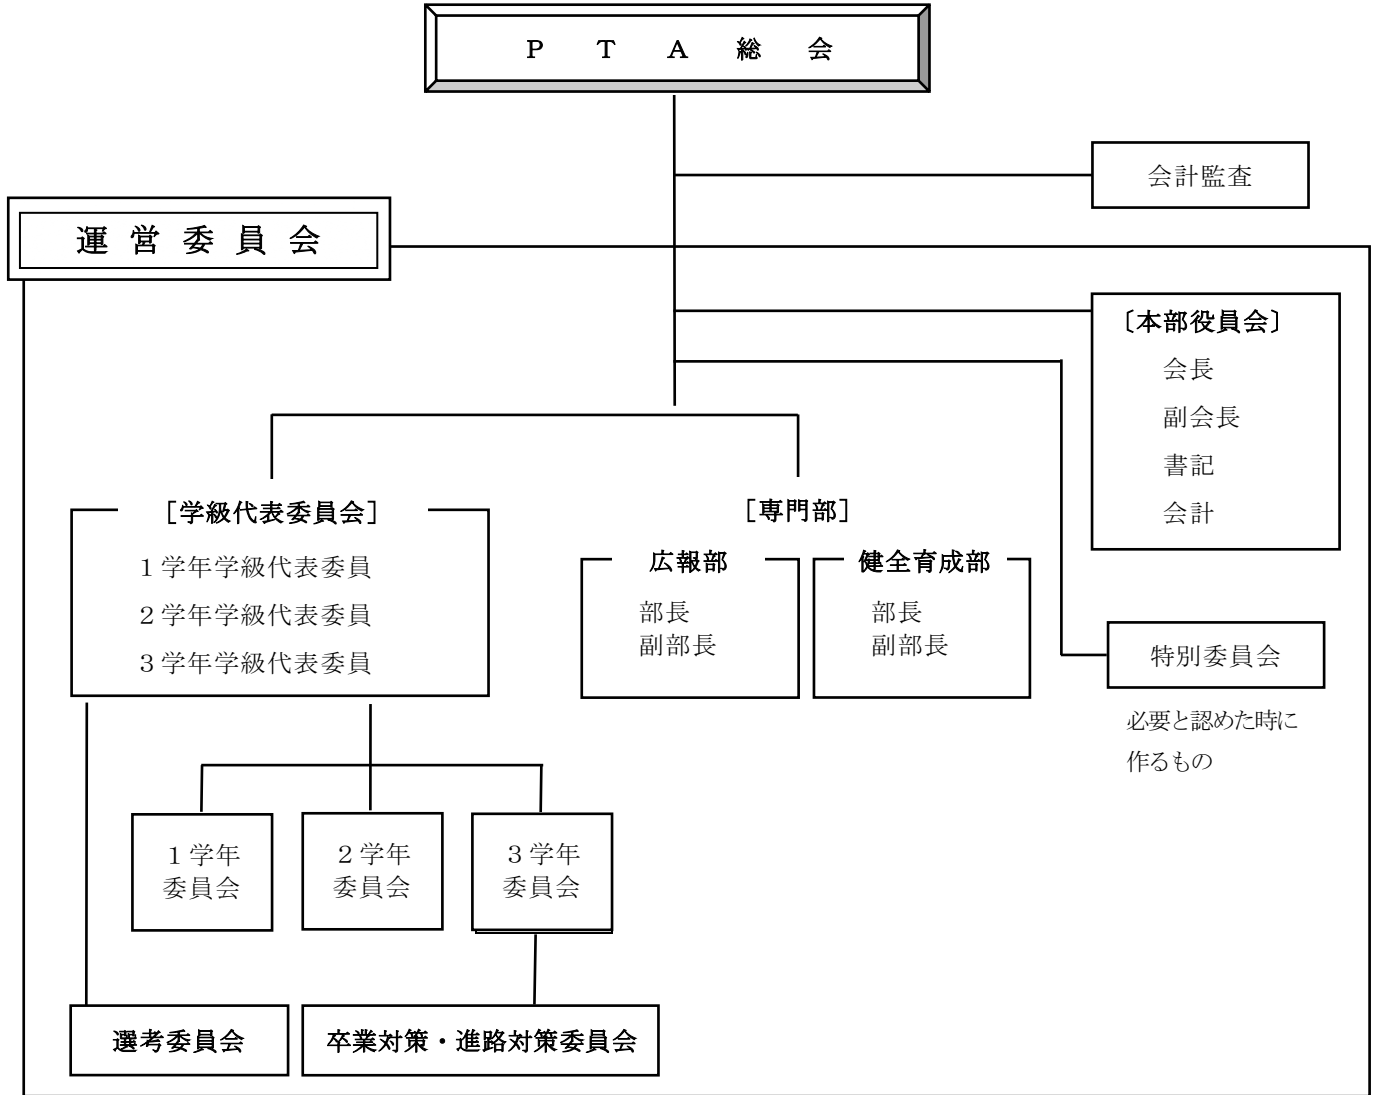 ＰＴＡ総会
会計監査
運営委員会
〔本部役員会〕
会長
副会長
書記
会計
［学級代表委員会］
１学年学級代表委員
２学年学級代表委員
３学年学級代表委員
［専門部］
広報部
部長
副部長
健全育成部
部長
副部長
特別委員会
必要と認めた時に
作るもの
１学年
委員会
２学年
委員会
３学年
委員会
選考委員会
卒業対策・進路対策委員会